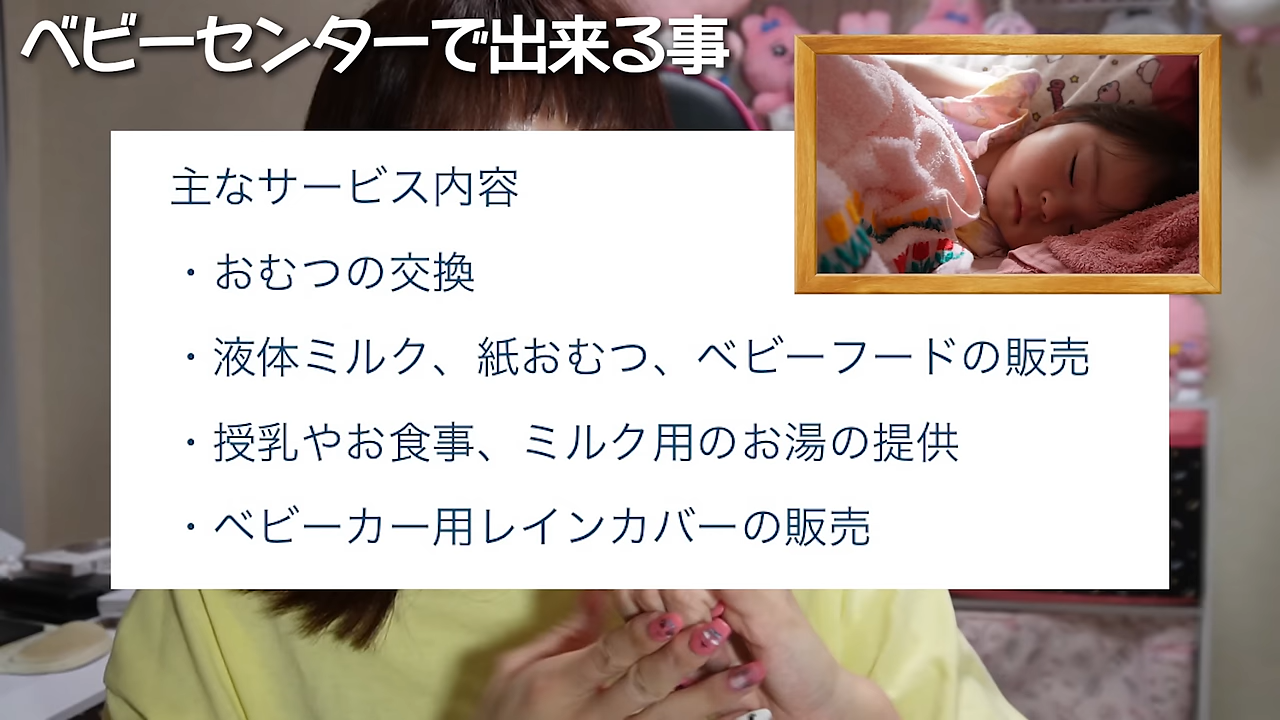 ベビーセンターで出来る事
主なサービス内容
・おむつの交換
・液体ミルク、紙おむつ、ベビーフードの販売
・授乳やお食事、ミルク用のお湯の提供
・ベビーカー用レインカバーの販売